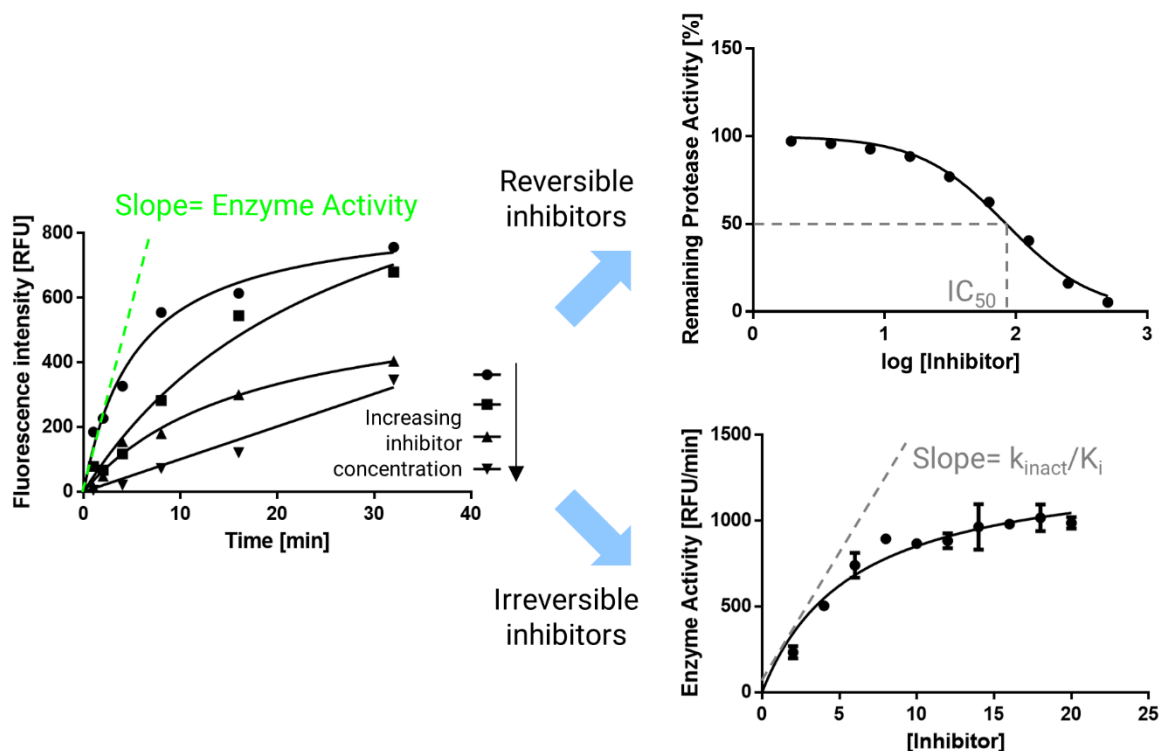 Slope= Enzyme Activity
Fluorescence intensity [RFU]
800
600
400
200
0
0 10 20 30 40
Time [min]
Increasing
inhibitor
concentration
Reversible
inhibitors
Irreversible
inhibitors
Remaining Protease Activity [%]
150
100
50
0
IC50
0 1 2 3
log [Inhibitor]
Enzyme Activity [RFU/min]
1500
1000
500
0
Slope= kinact/Ki
0 5 10 15 20 25
[Inhibitor]